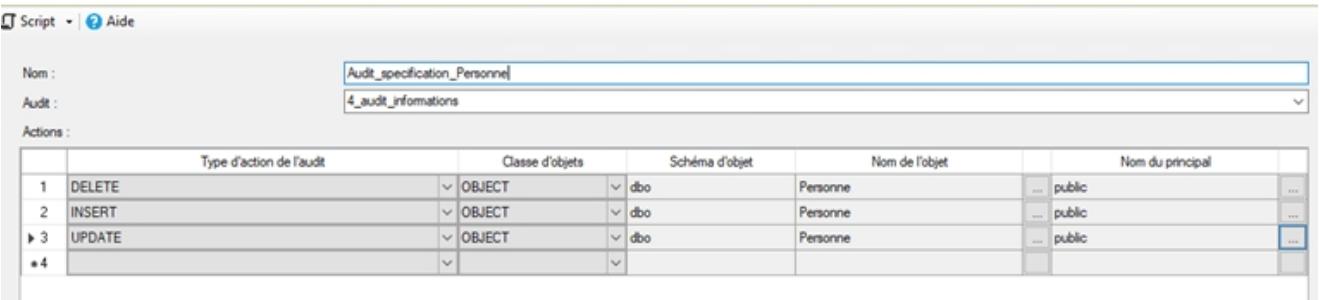 Script Aide
Nom : Audit_specification_Personne
Audit : 4_audit_informations
Actions :
Type d'action de l'audit Classe d'objets Schéma d'objet Nom de l'objet Nom du principal
1 DELETE OBJECT dbo Personne ... public ...
2 INSERT OBJECT dbo Personne ... public ...
3 UPDATE OBJECT dbo Personne ... public ...
*4